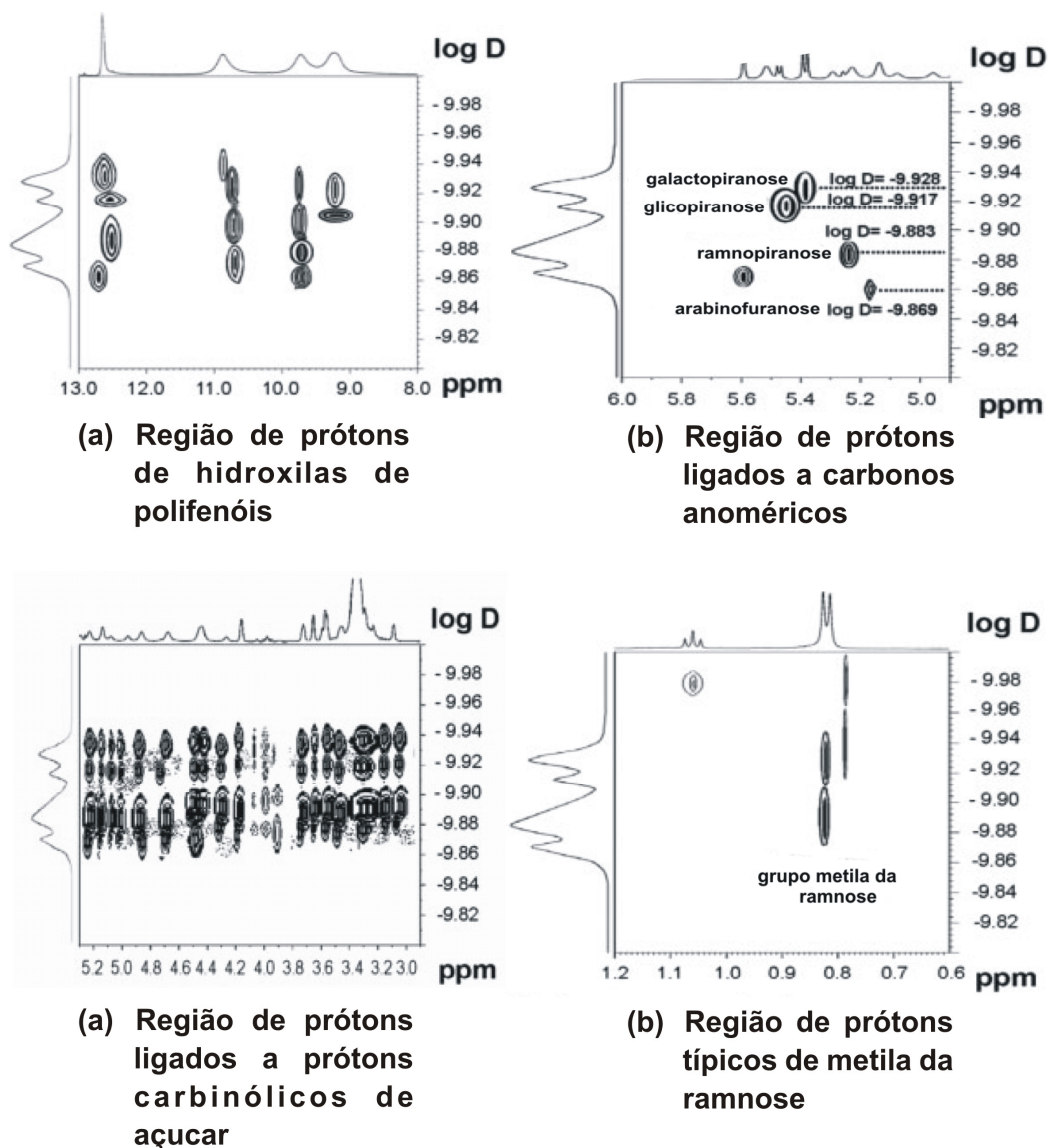 log D
- 9.98
- 9.96
- 9.94
- 9.92
- 9.90
- 9.88
- 9.86
-9.84
-9.82
13.0 12.0 11.0 10.0 9.0 8.0 ppm
(a) Região de prótons
de hidroxilas de
polifenóis
log D
-9.98
-9.96
-9.94
-9.92
-9.90
-9.88
-9.86
-9.84
-9.82
galactopiranose log D= -9.928
glicopiranose log D= -9.917
log D= -9.883
ramnopiranose
arabinofuranose log D= -9.869
6.0 5.8 5.6 5.4 5.2 5.0
ppm
(b) Região de prótons
ligados a carbonos
anoméricos
log D
- 9.98
- 9.96
- 9.94
- 9.92
- 9.90
- 9.88
-9.86
-9.84
-9.82
5.2 5.0 4.8 4.6 4.4 4.2 4.0 3.8 3.6 3.4 3.2 3.0 ppm
(a) Região de prótons
ligados a prótons
carbinólicos de
açucar
log D
- 9.98
- 9.96
- 9.94
- 9.92
- 9.90
- 9.88
- 9.86
-9.84
-9.82
grupo metila da
ramnose
1.2 1.0 0.9 0.8 0.7 0.6
ppm
(b) Região de prótons
típicos de metila da
ramnose